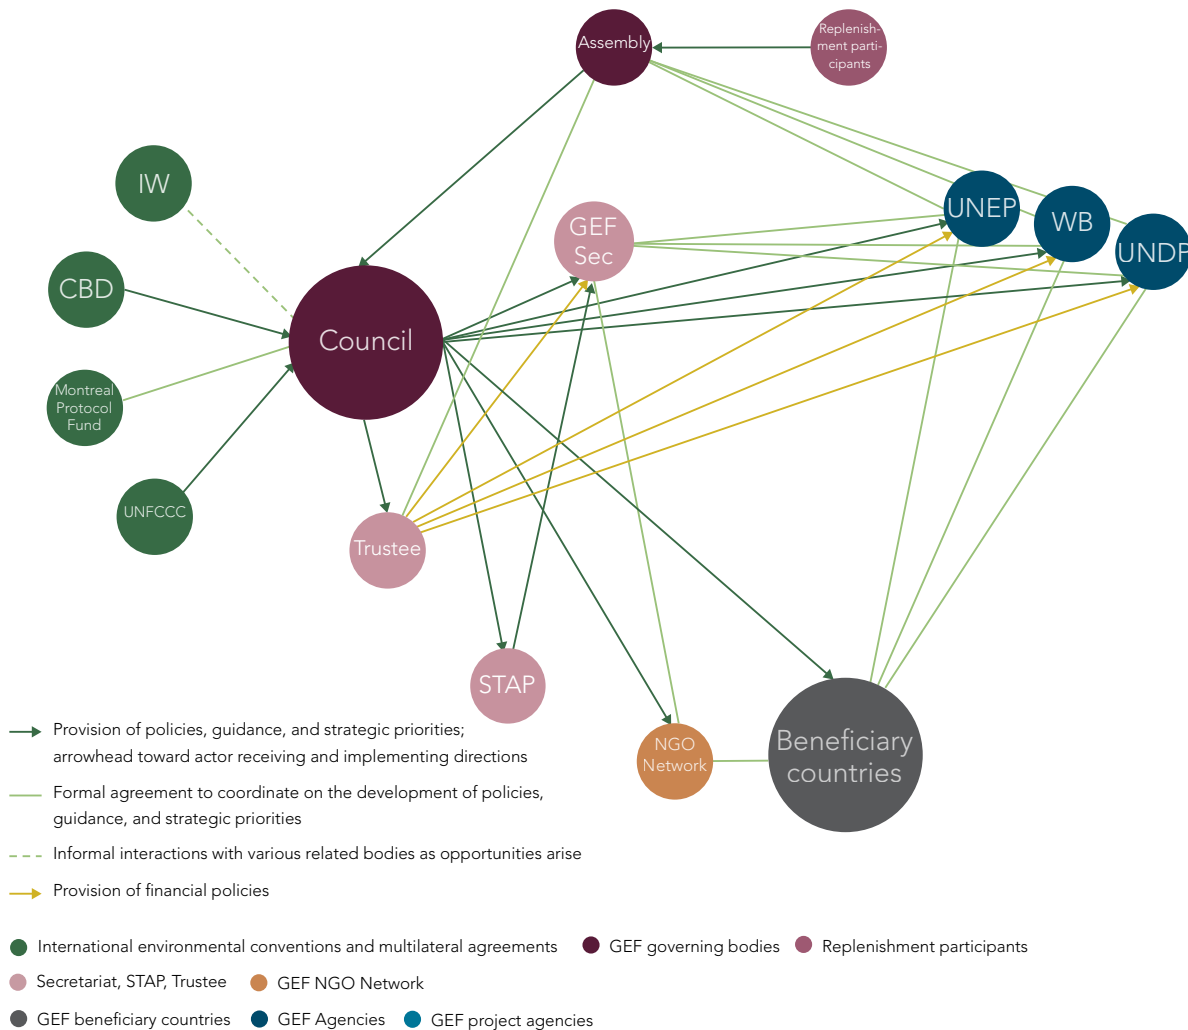 Assembly
Replenish-
ment parti-
cipants
IW
UNEP
WB
UNDP
GEF
Sec
CBD
Council
Montreal
Protocol
Fund
UNFCCC
Trustee
STAP
NGO
Network
Beneficiary
countries
Provision of policies, guidance, and strategic priorities;
arrowhead toward actor receiving and implementing directions
Formal agreement to coordinate on the development of policies,
guidance, and strategic priorities
Informal interactions with various related bodies as opportunities arise
Provision of financial policies
International environmental conventions and multilateral agreements
GEF governing bodies
Replenishment participants
Secretariat, STAP, Trustee
GEF NGO Network
GEF beneficiary countries
GEF Agencies
GEF project agencies